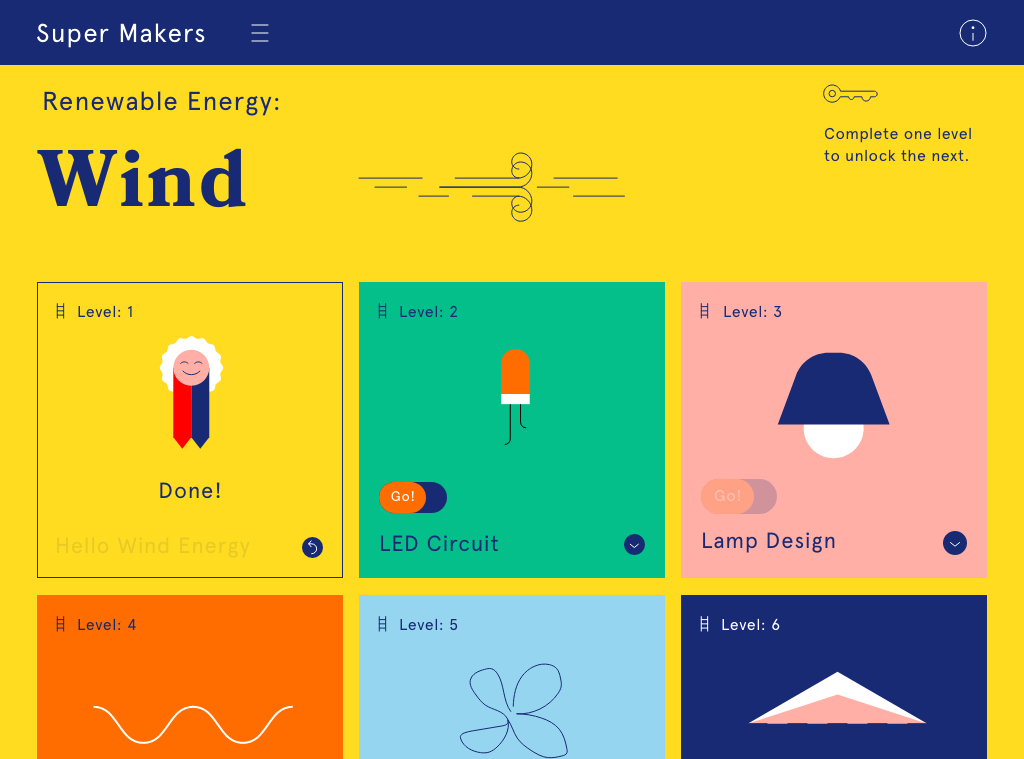 Super Makers
Renewable Energy:
Wind
Complete one level
to unlock the next.
Level: 1
Done!
Hello Wind Energy
Level: 2
Go!
LED Circuit
Level: 3
Go!
Lamp Design
Level: 4
Level: 5
Level: 6